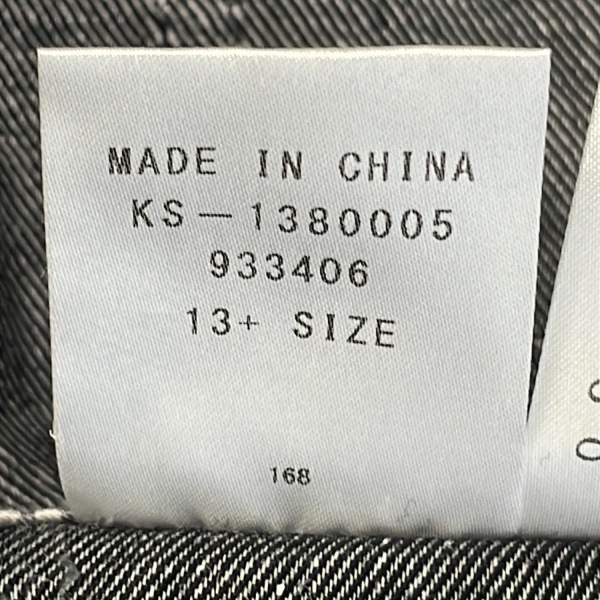 MADE IN CHINA
KS－1380005
933406
13+ SIZE
168